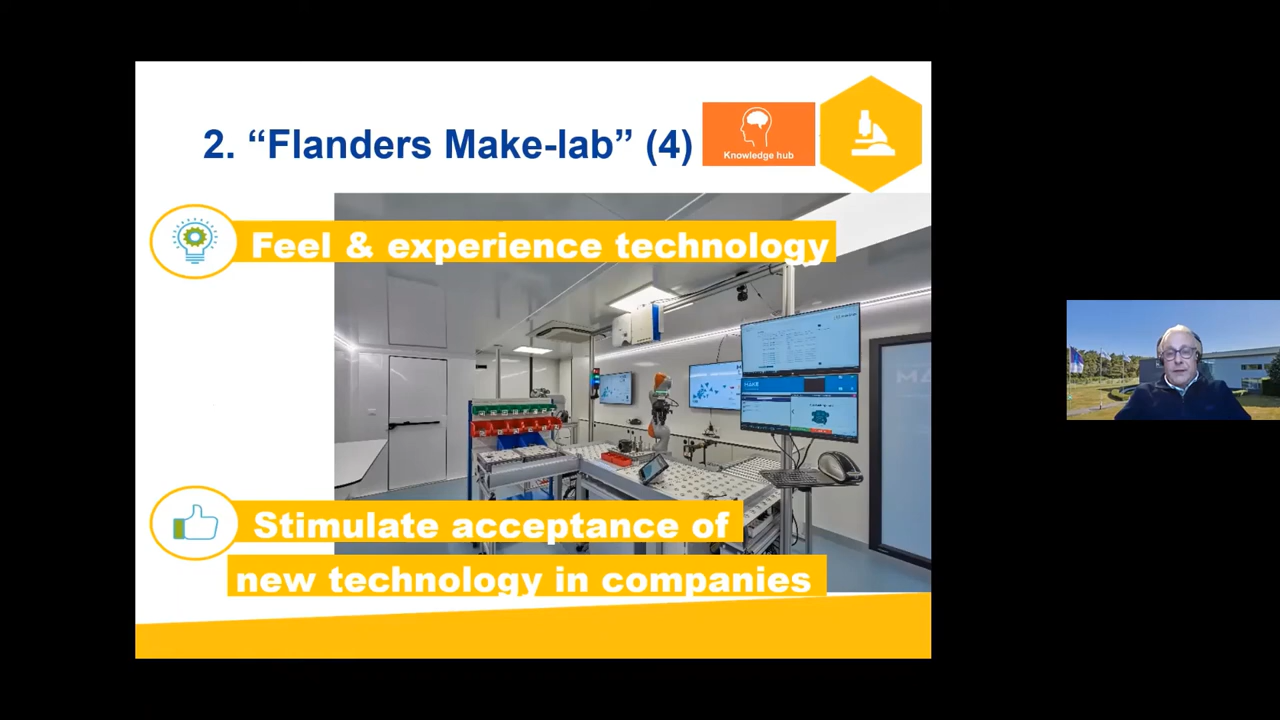 2. “Flanders Make-lab” (4)
Knowledge hub
Feel & experience technology
Stimulate acceptance of
new technology in companies